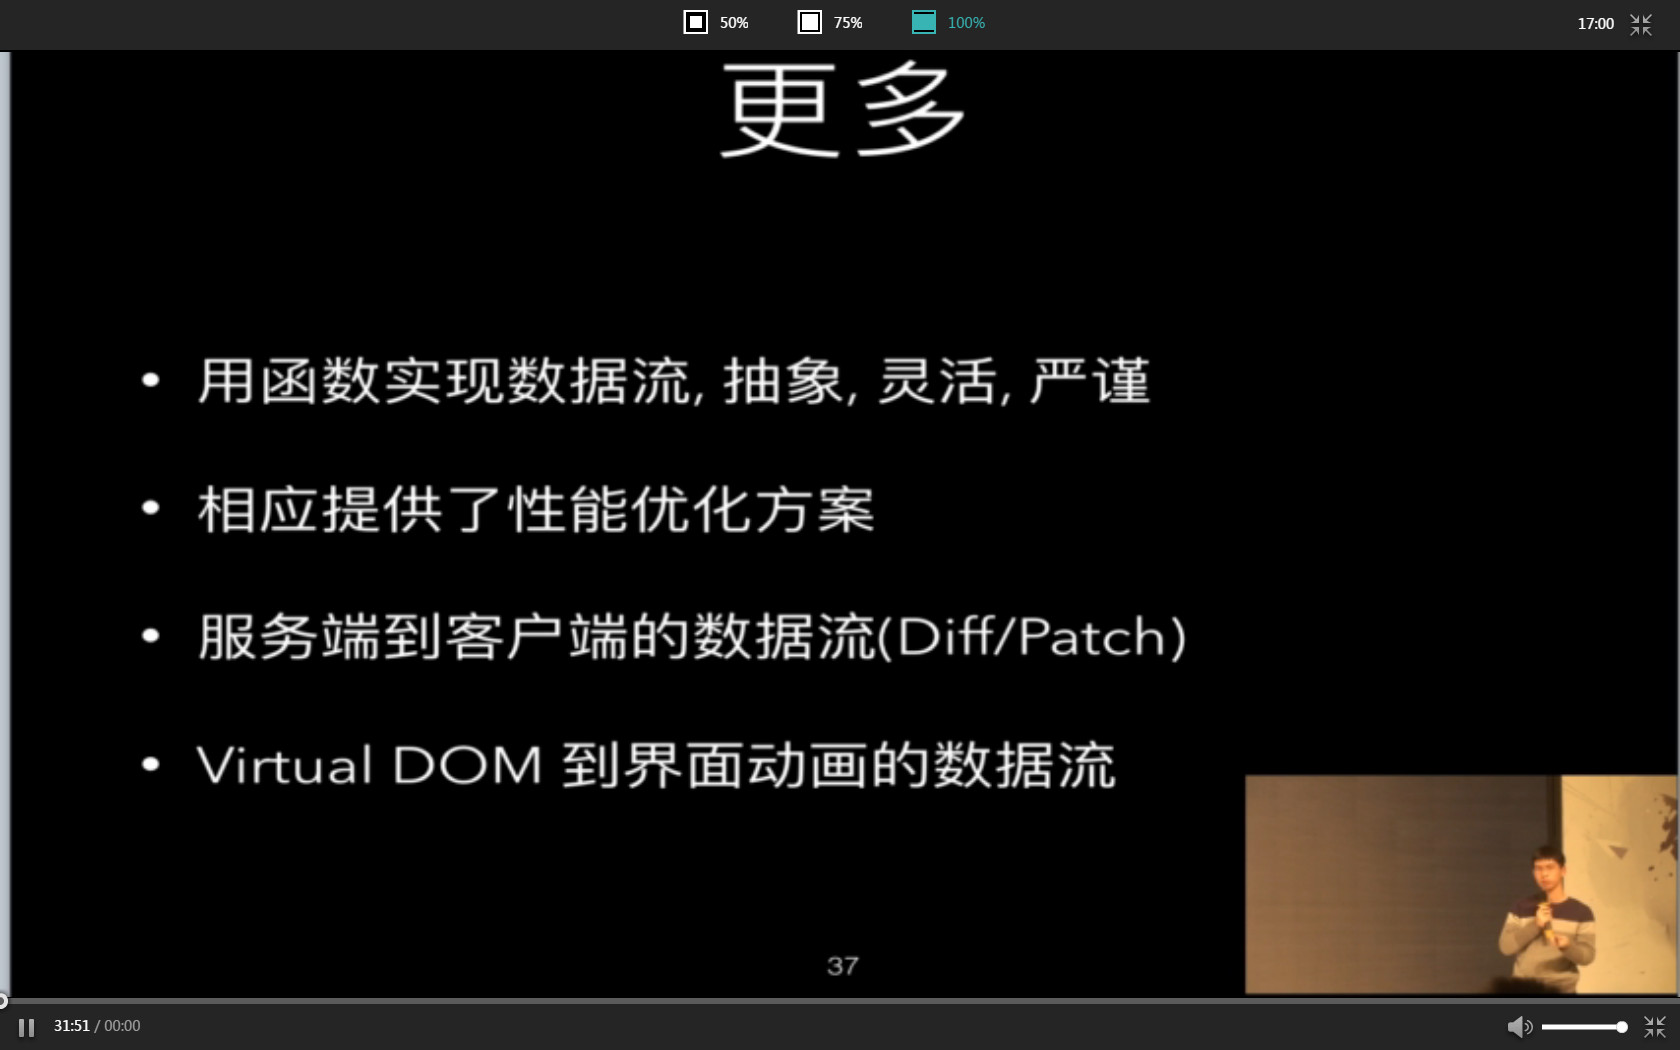 50% 75% 100% 17:00
更多
• 用函数实现数据流, 抽象, 灵活, 严谨
• 相应提供了性能优化方案
• 服务端到客户端的数据流(Diff/Patch)
• Virtual DOM 到界面动画的数据流
37
31:51 / 00:00